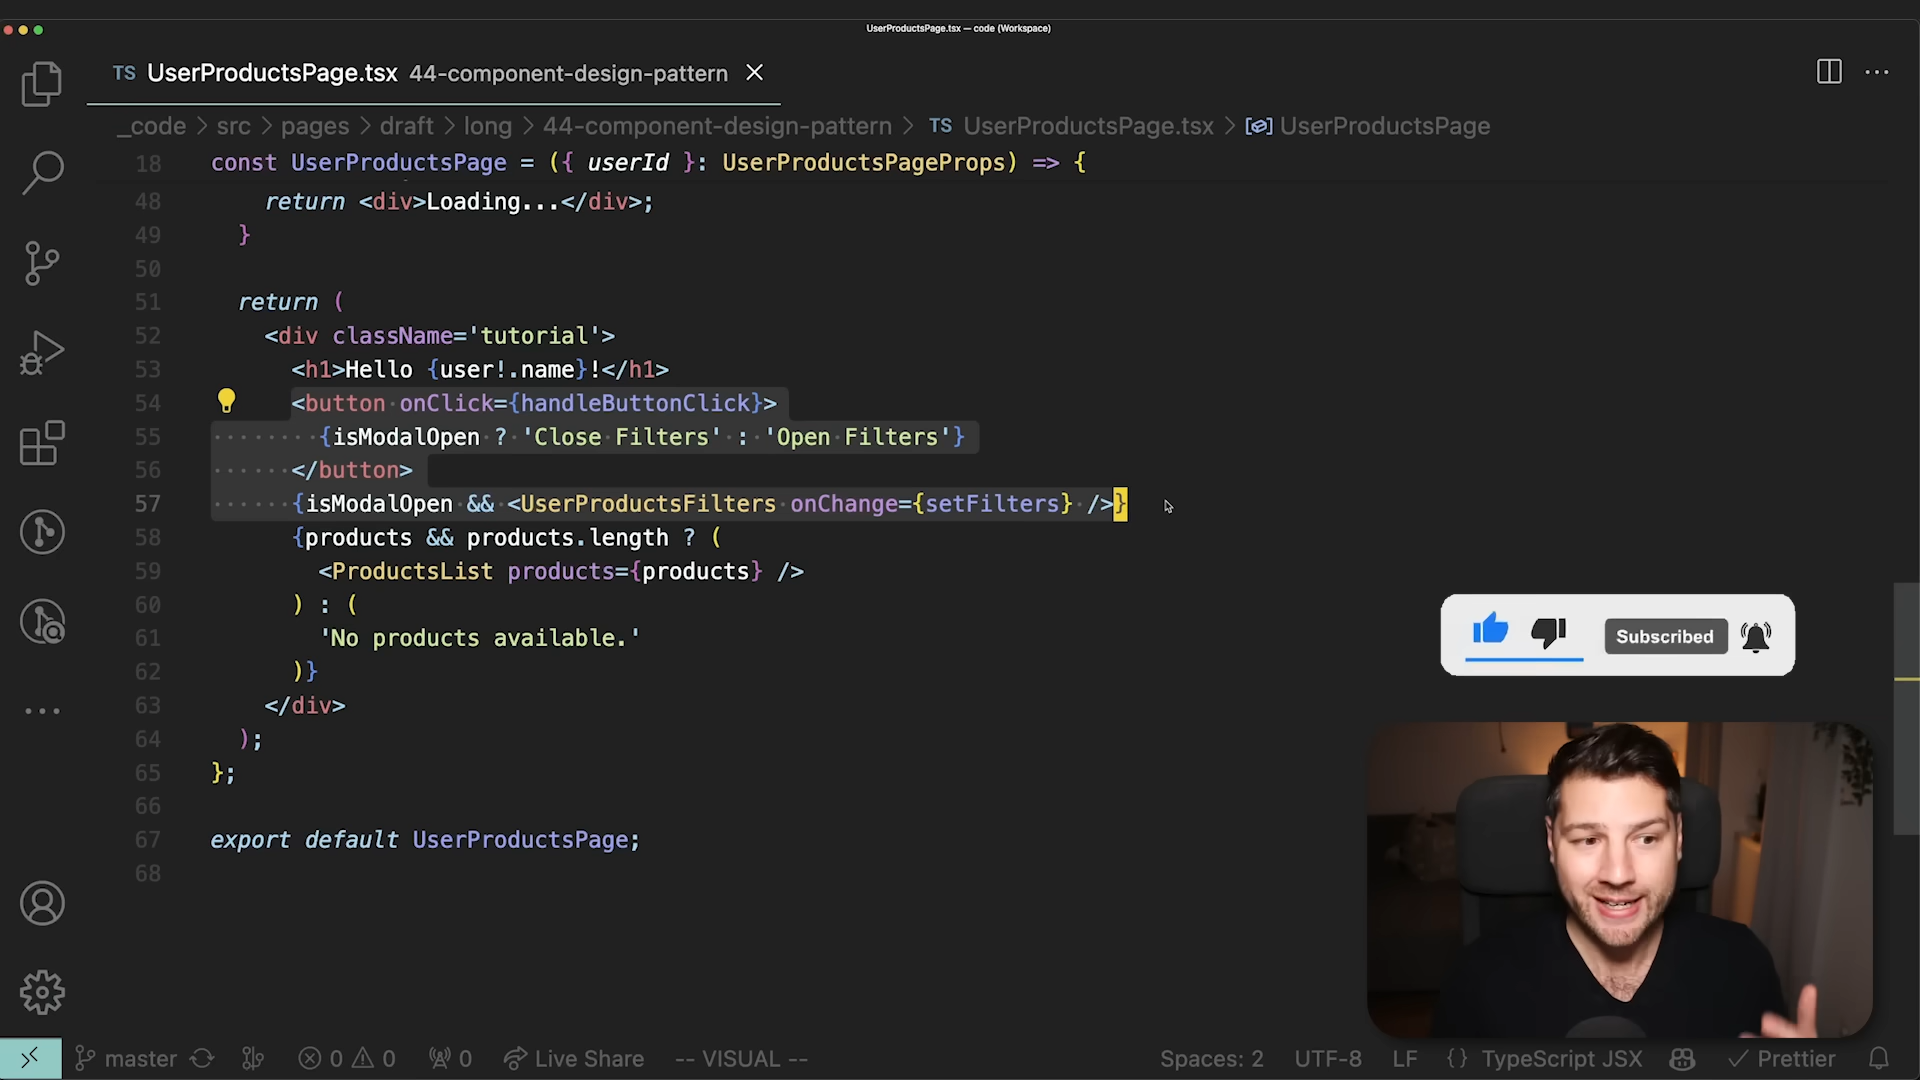 UserProductsPage.tsx — code (Workspace)
TS UserProductsPage.tsx 44-component-design-pattern
_code > src > pages > draft > long > 44-component-design-pattern > TS UserProductsPage.tsx > UserProductsPage
18 const UserProductsPage = ({ userId }: UserProductsPageProps) => {
48 return <div>Loading...</div>;
49 }
50
51 return (
52 <div className='tutorial'>
53 <h1>Hello {user!.name}!</h1>
54 <button onClick={handleButtonClick}>
55 {isModalOpen ? 'Close Filters' : 'Open Filters'}
56 </button>
57 {isModalOpen && <UserProductsFilters onChange={setFilters} />}
58 {products && products.length ? (
59 <ProductsList products={products} />
60 ) : (
61 'No products available.'
62 )}
63 </div>
64 );
65 };
66
67 export default UserProductsPage;
68
Subscribed
master 0 0 0 Live Share -- VISUAL -- Spaces: 2 UTF-8 LF {} TypeScript JSX Prettier